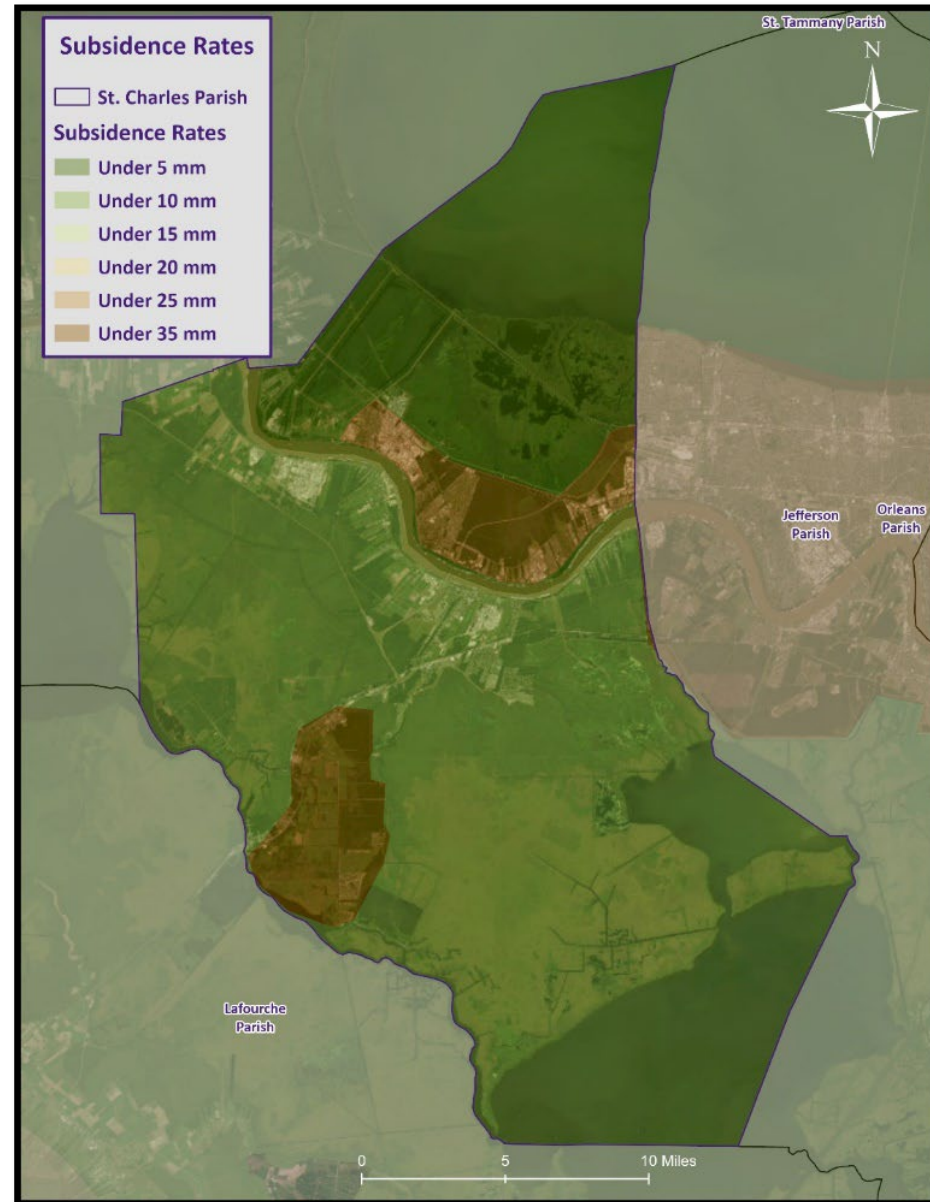 Subsidence Rates
St. Charles Parish
Subsidence Rates
Under 5 mm
Under 10 mm
Under 15 mm
Under 20 mm
Under 25 mm
Under 35 mm
St. Tammany Parish
N
Jefferson
Parish
Orleans
Parish
Lafourche
Parish
0 5 10 Miles